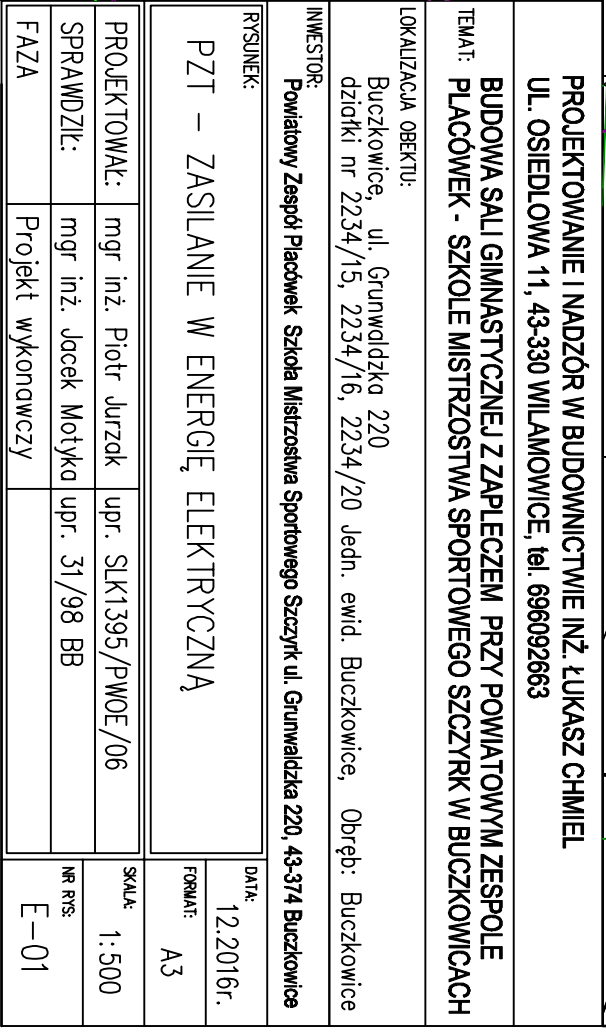 PROJEKTOWANIE I NADZÓR W BUDOWNICTWIE INŻ. ŁUKASZ CHMIEL
UL. OSIEDLOWA 11, 43-330 WILAMOWICE, tel. 696092663
TEMAT: BUDOWA SALI GIMNASTYCZNEJ Z ZAPLECZEM PRZY POWIATOWYM ZESPOLE
PLACÓWEK - SZKOLE MISTRZOSTWA SPORTOWEGO SZCZYRK W BUCZKOWICACH
LOKALIZACJA OBEKTU:
Buczkowice, ul. Grunwaldzka 220
działki nr 2234/15, 2234/16, 2234/20 Jedn. ewid. Buczkowice, Obręb: Buczkowice
INWESTOR:
Powiatowy Zespół Placówek Szkoła Mistrzostwa Sportowego Szczyrk ul. Grunwaldzka 220, 43-374 Buczkowice
RYSUNEK:
PZT - ZASILANIE W ENERGIĘ ELEKTRYCZNĄ
DATA:
12.2016r.
FORMAT:
A3
PROJEKTOWAŁ: mgr inż. Piotr Jurzak upr. SLK1395/PWOE/06
SPRAWDZIŁ: mgr inż. Jacek Motyka upr. 31/98 BB
FAZA Projekt wykonawczy
SKALA:
1:500
NR RYS:
E-01